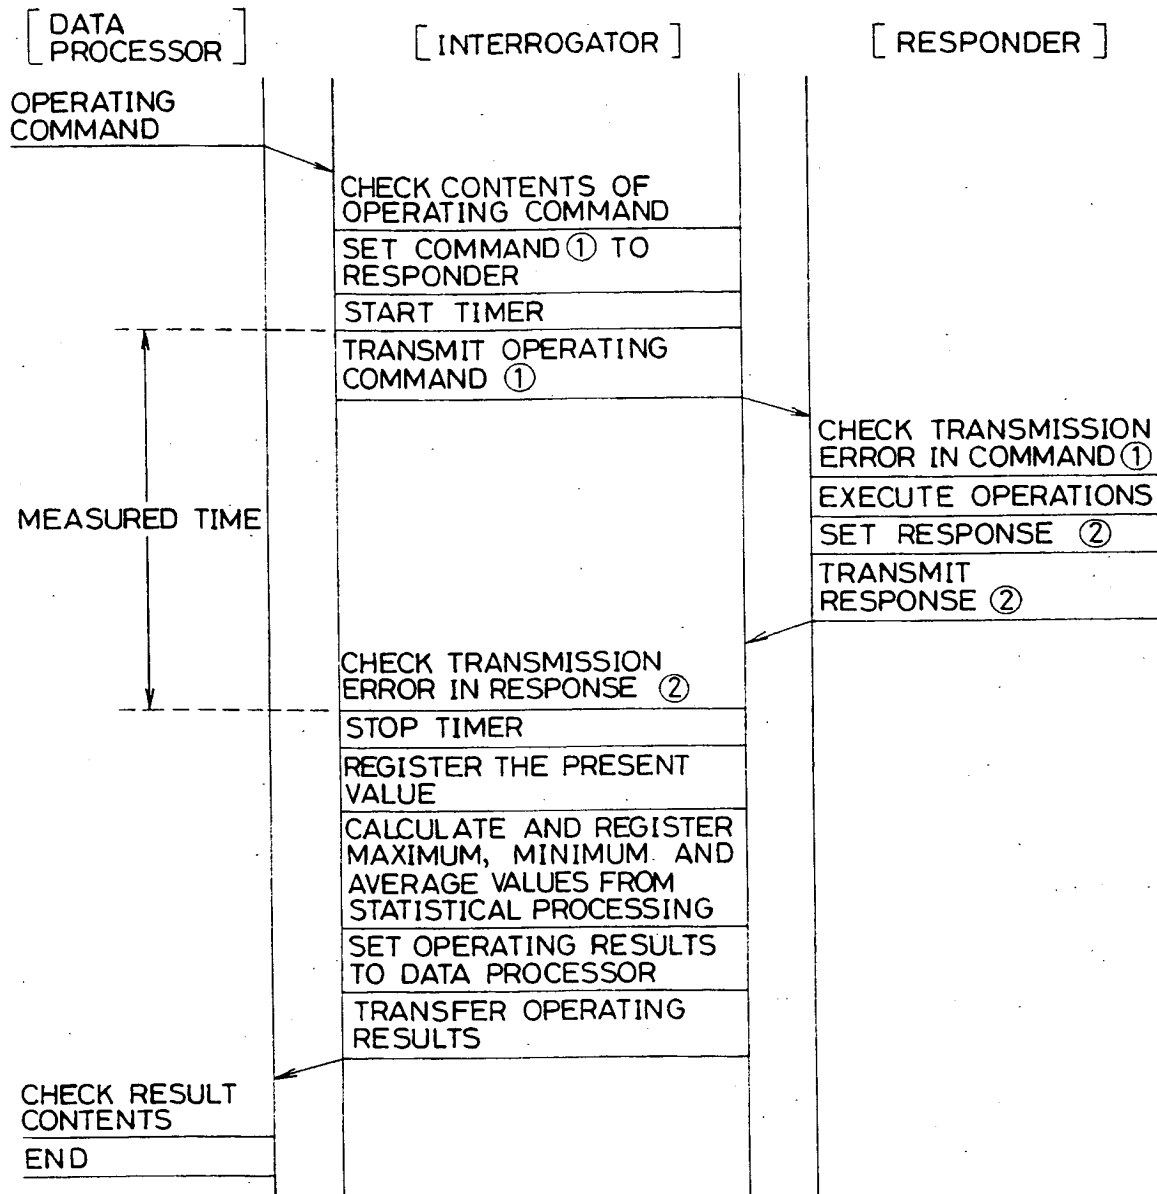 [DATA PROCESSOR]
[INTERROGATOR]
[RESPONDER]
OPERATING
COMMAND
CHECK CONTENTS OF
OPERATING COMMAND
SET COMMAND ① TO
RESPONDER
START TIMER
TRANSMIT OPERATING
COMMAND ①
CHECK TRANSMISSION
ERROR IN COMMAND ①
EXECUTE OPERATIONS
SET RESPONSE ②
TRANSMIT
RESPONSE ②
MEASURED TIME
CHECK TRANSMISSION
ERROR IN RESPONSE ②
STOP TIMER
REGISTER THE PRESENT
VALUE
CALCULATE AND REGISTER
MAXIMUM, MINIMUM AND
AVERAGE VALUES FROM
STATISTICAL PROCESSING
SET OPERATING RESULTS
TO DATA PROCESSOR
TRANSFER OPERATING
RESULTS
CHECK RESULT
CONTENTS
END